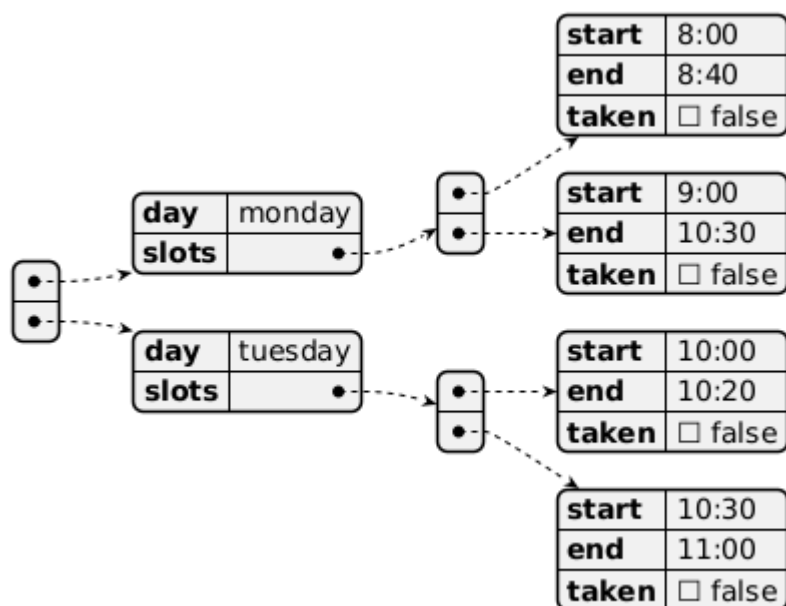 start 8:00
end 8:40
taken ☐ false
day monday
slots
start 9:00
end 10:30
taken ☐ false
day tuesday
slots
start 10:00
end 10:20
taken ☐ false
start 10:30
end 11:00
taken ☐ false